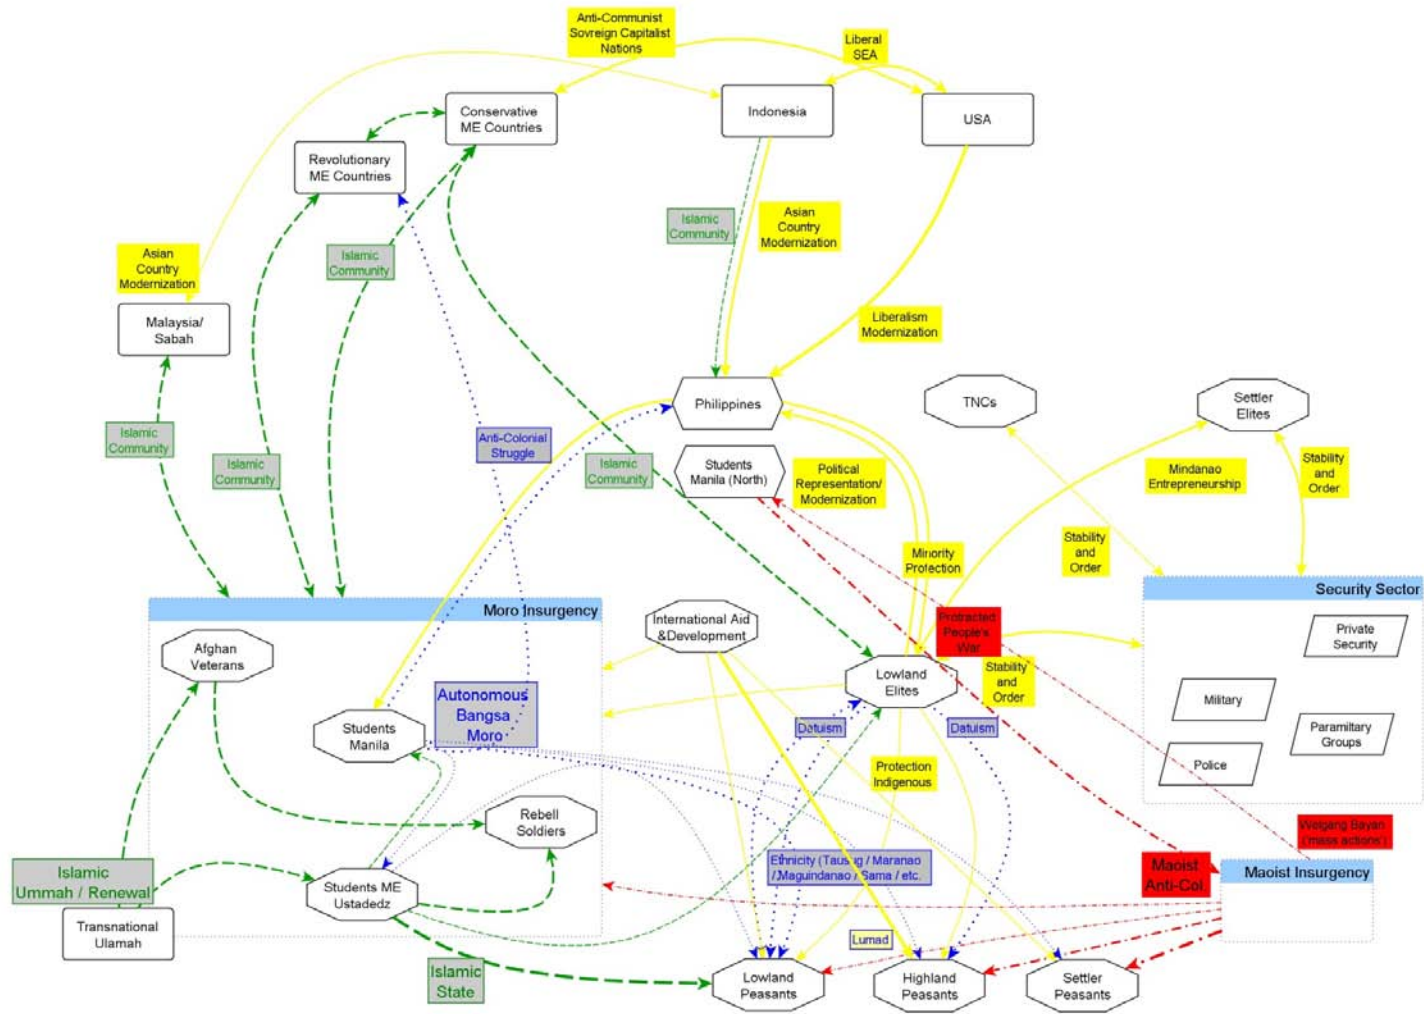 Anti-Communist
Sovreign Capitalist
Nations
Liberal
SEA
Conservative
ME Countries
Indonesia
USA
Revolutionary
ME Countries
Islamic
Community
Asian
Country
Modernization
Islamic
Community
Asian
Country
Modernization
Malaysia/
Sabah
Liberalism
Modernization
Philippines
TNCs
Settler
Elites
Islamic
Community
Anti-Colonial
Struggle
Islamic
Community
Islamic
Community
Students
Manila (North)
Political
Representation/
Modernization
Mindanao
Entrepreneurship
Stability
and
Order
Stability
and
Order
Minority
Protection
Moro Insurgency
Security Sector
International Aid
&Development
Protracted
People's
War
Private
Security
Afghan
Veterans
Lowland
Elites
Stability
and
Order
Autonomous
Bangsa
Moro
Military
Students
Manila
Datuism
Datuism
Paramiltary
Groups
Police
Protection
Indigenous
Rebell
Soldiers
Welgang Bayan
('mass actions')
Ethnicity (Tausug / Maranao
/ Maguindanao / Sama / etc.
Maoist
Anti-Col.
Maoist Insurgency
Islamic
Ummah / Renewal
Students ME
Ustadedz
Transnational
Ulamah
Lumad
Islamic
State
Lowland
Peasants
Highland
Peasants
Settler
Peasants